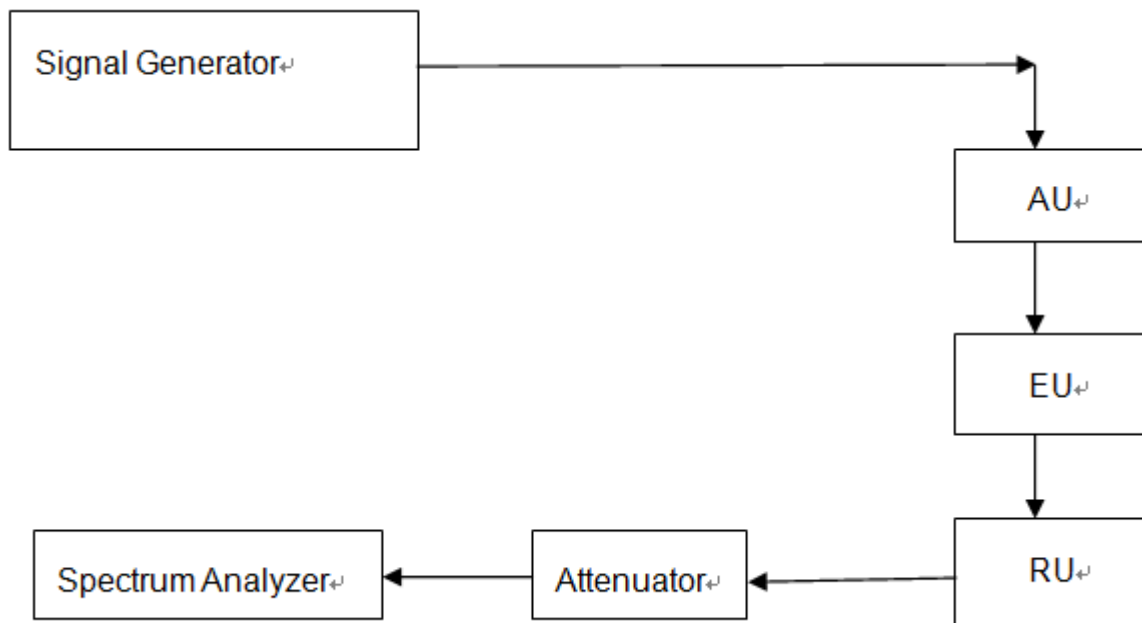 Signal Generator↵
AU↵
EU↵
RU↵
Attenuator↵
Spectrum Analyzer↵